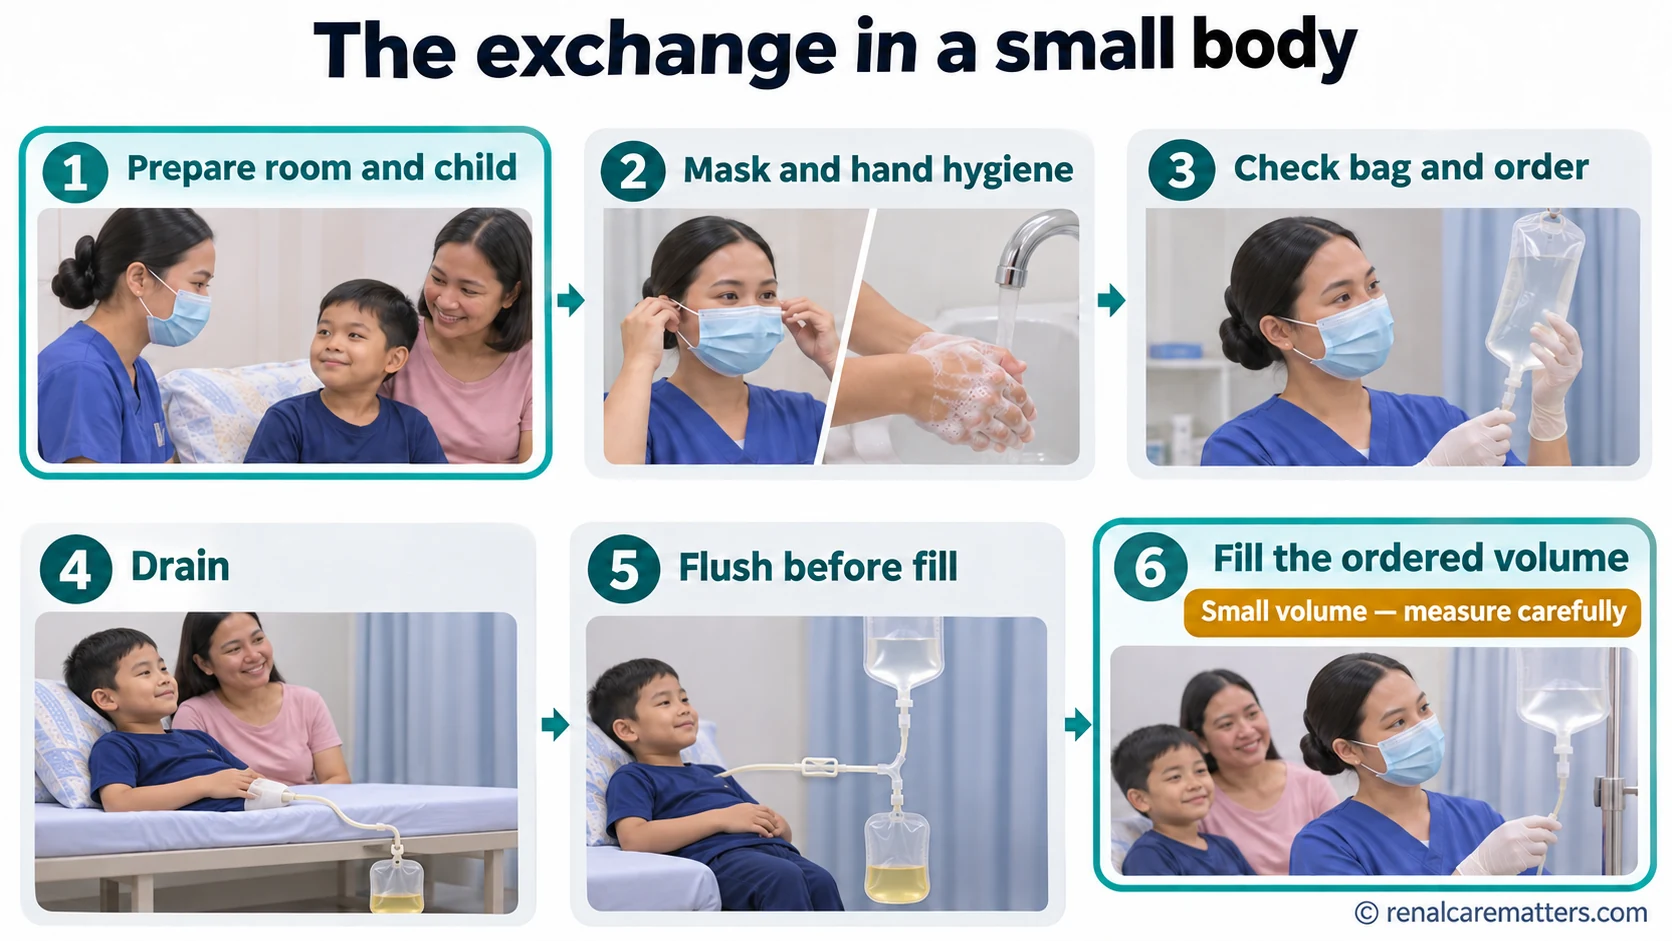 The exchange in a small body
1 Prepare room and child
2 Mask and hand hygiene
3 Check bag and order
4 Drain
5 Flush before fill
6 Fill the ordered volume
Small volume — measure carefully
© renalcarematters.com